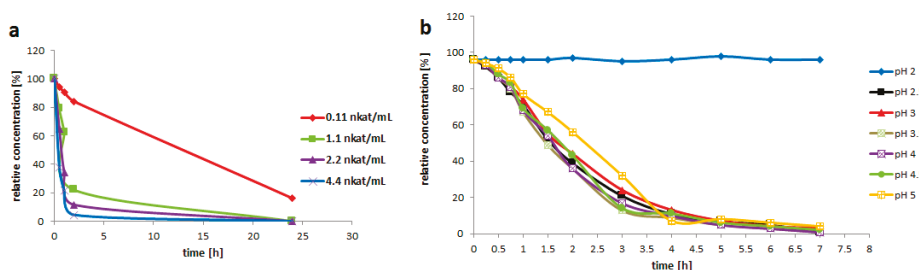 a
relative concentration [%]
120
100
80
60
40
20
0
0 5 10 15 20 25 30
time [h]
0.11 nkat/mL
1.1 nkat/mL
2.2 nkat/mL
4.4 nkat/mL
b
relative concentration [% ]
120
100
80
60
40
20
0
0 0.5 1 1.5 2 2.5 3 3.5 4 4.5 5 5.5 6 6.5 7 7.5 8
time [h]
pH 2
pH 2.
pH 3
pH 3.
pH 4
pH 4.
pH 5